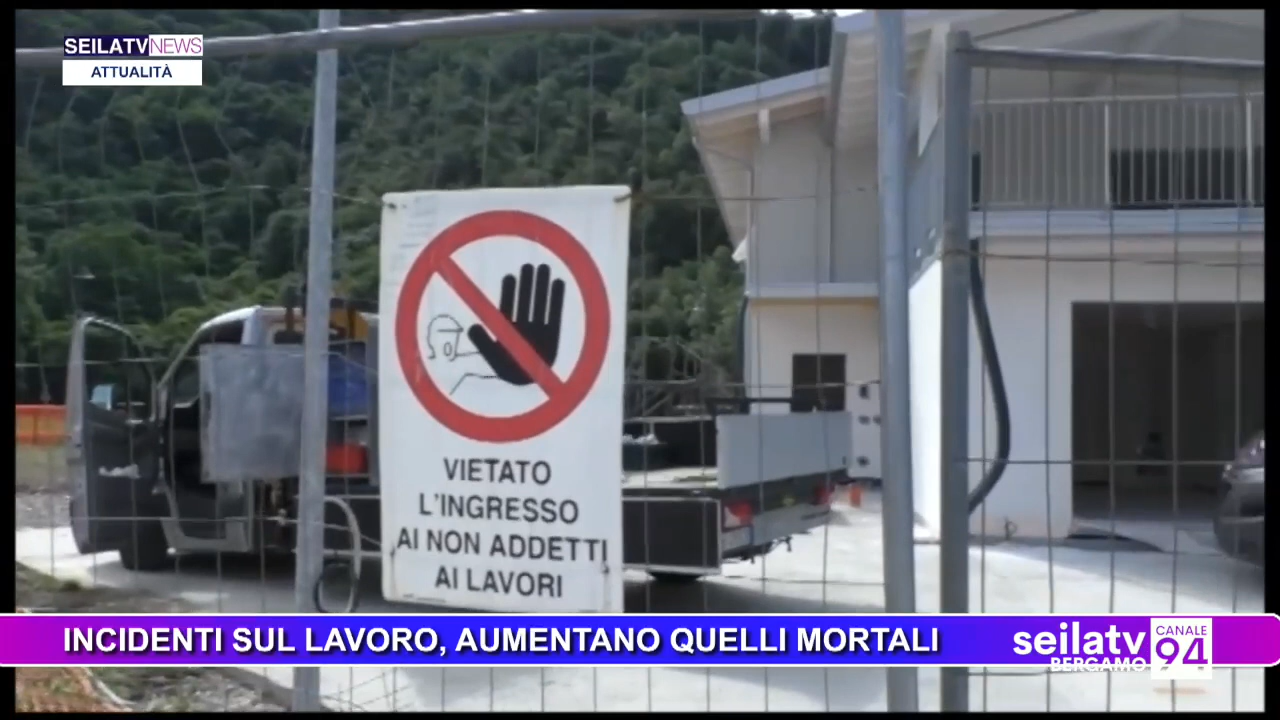 SEILATVNEWS
ATTUALITÀ
VIETATO
L'INGRESSO
AI NON ADDETTI
AI LAVORI
INCIDENTI SUL LAVORO, AUMENTANO QUELLI MORTALI
seilatv
BERGAMO
CANALE
94